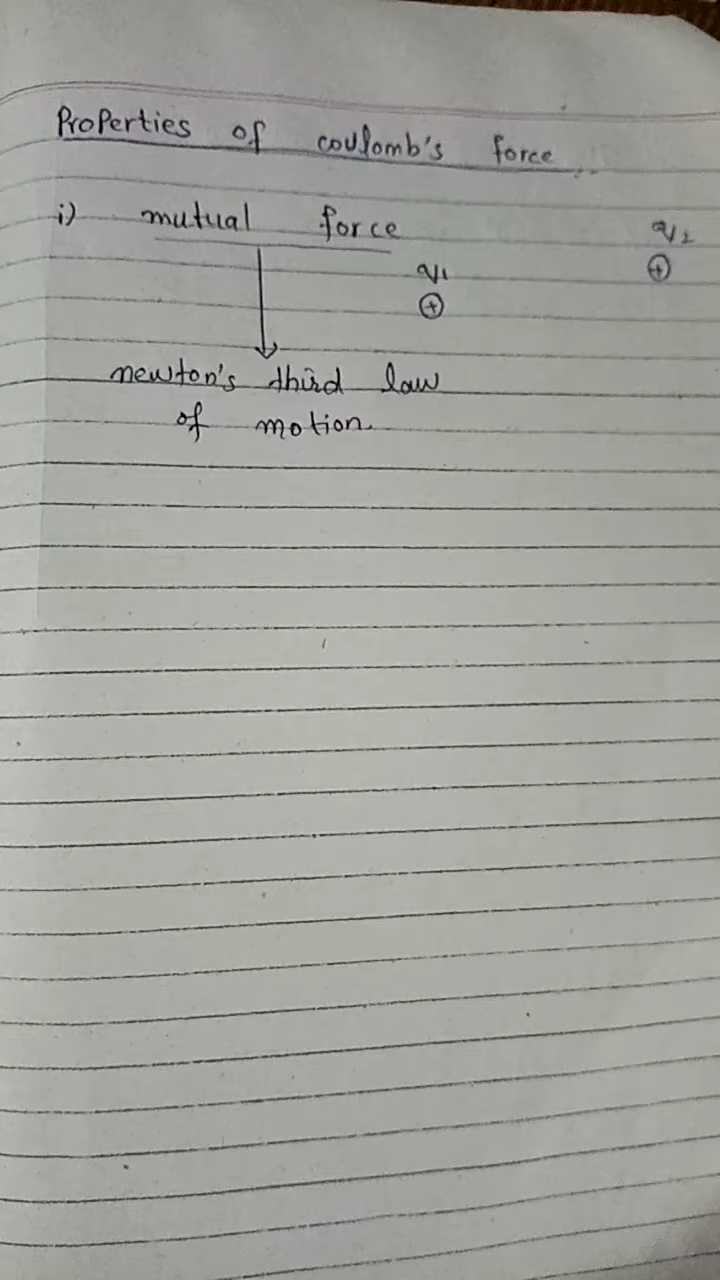 Properties of coulomb's force
i) mutual force
q2
q1
+
+
newton's third law
of motion.